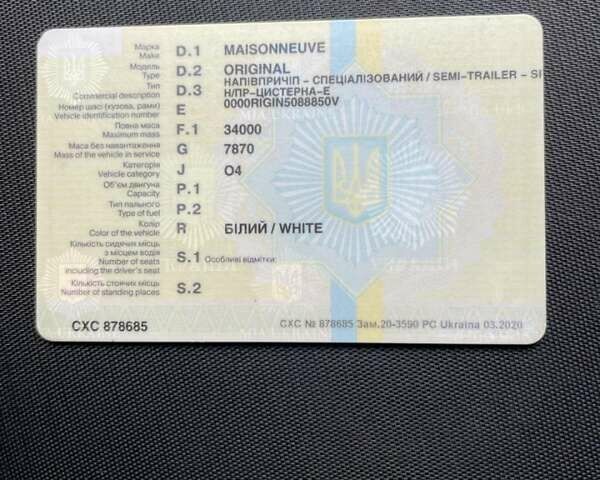 Марка D.1 MAISONNEUVE
Make
Модель D.2 ORIGINAL
Type
Тип D.3 НАПІВПРИЧІП - СПЕЦІАЛІЗОВАНИЙ / SEMI-TRAILER - SP
Commercial description Н/ПР-ЦИСТЕРНА-Е
Номер шасі (кузова, рами) E 0000RIGIN5088850V
Vehicle identification number
Повна маса F.1 34000
Maximum mass
Маса без навантаження G 7870
Mass of the vehicle in service
Категорія J O4
Vehicle category
Об'єм двигуна P.1
Capacity
Тип пального P.2
Type of fuel
Колір R БІЛИЙ / WHITE
Color of the vehicle
Кількість сидячих місць
з місцем водія S.1 Особливі відмітки:
Number of seats
including the driver's seat
Кількість стоячих місць S.2
Number of standing places
СХС 878685
СХС № 878685 Зам.20-3590 PC Ukraina 03.2020